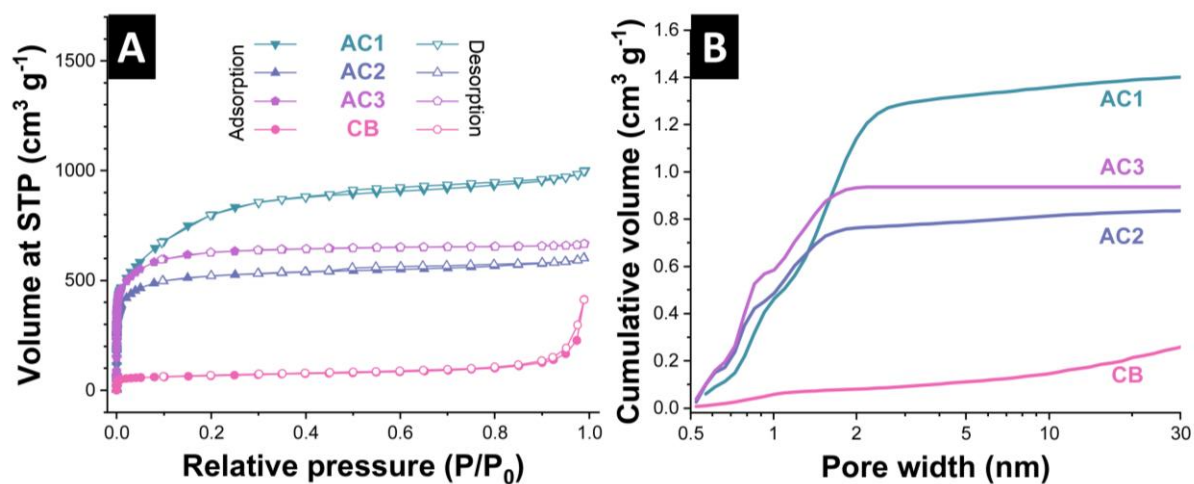 A
Volume at STP (cm³ g⁻¹)
1500
1000
500
0
Adsorption
AC1
AC2
AC3
CB
Desorption
0.0 0.2 0.4 0.6 0.8 1.0
Relative pressure (P/P₀)
B
Cumulative volume (cm³ g⁻¹)
1.6
1.4
1.2
1.0
0.8
0.6
0.4
0.2
0.0
AC1
AC3
AC2
CB
0.5 1 2 5 10 30
Pore width (nm)